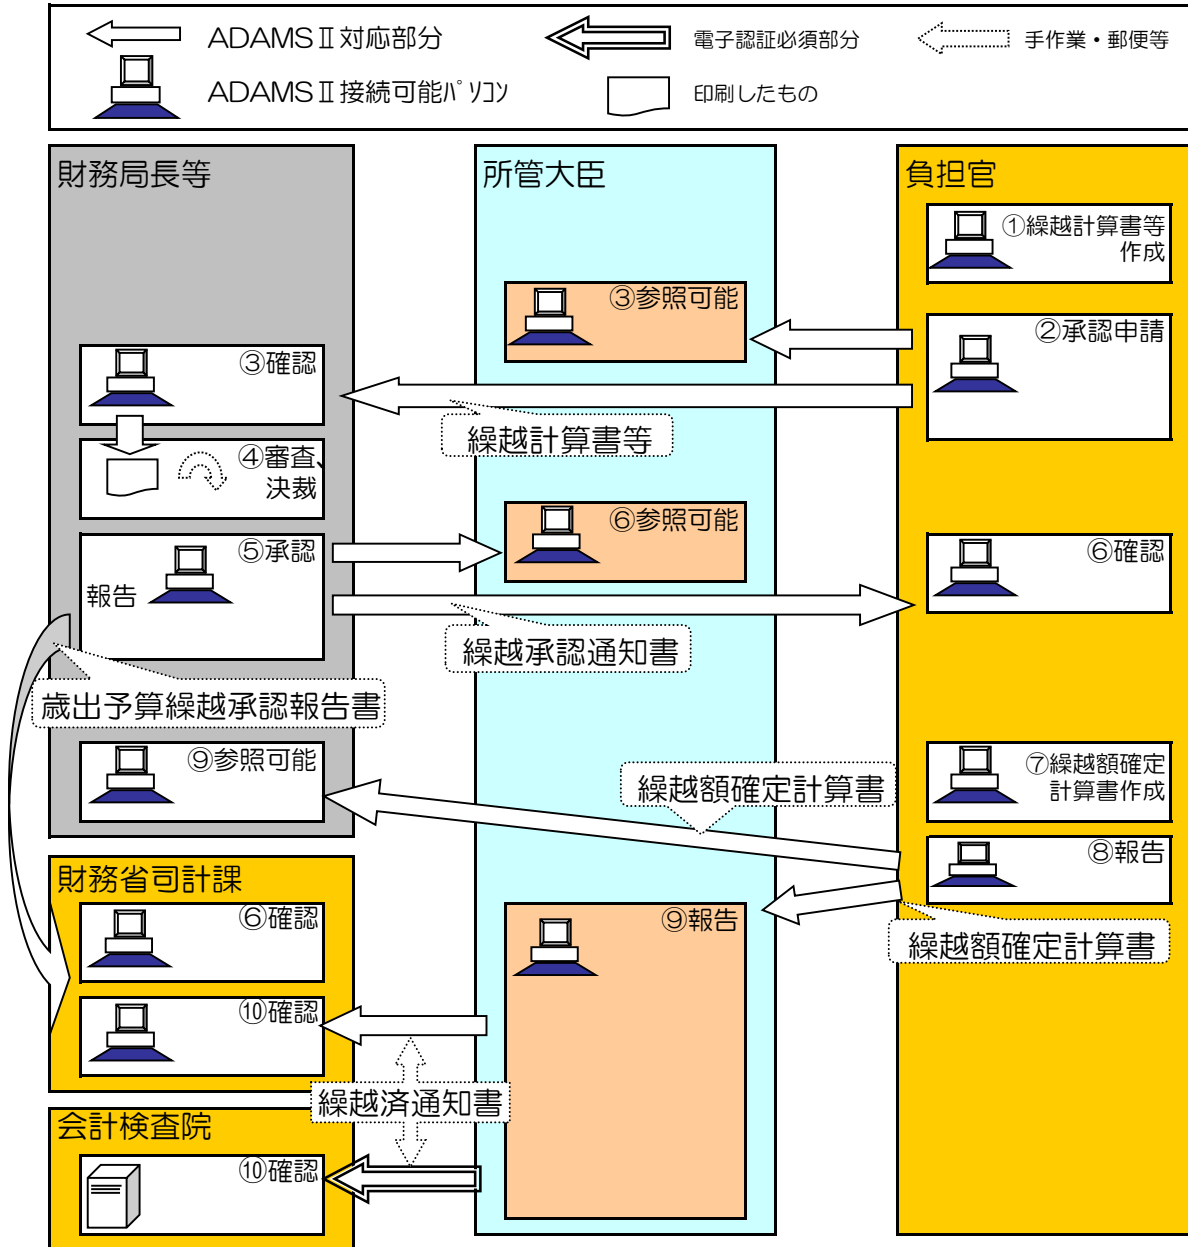 ADAMSⅡ対応部分
電子認証必須部分
手作業・郵便等
ADAMSⅡ接続可能ﾊﾟｿｺﾝ
印刷したもの
財務局長等
所管大臣
負担官
①繰越計算書等
作成
③参照可能
②承認申請
③確認
繰越計算書等
④審査、
決裁
⑥参照可能
⑤承認
⑥確認
報告
繰越承認通知書
歳出予算繰越承認報告書
⑨参照可能
繰越額確定計算書
⑦繰越額確定
計算書作成
⑧報告
財務省司計課
⑥確認
⑨報告
繰越額確定計算書
⑩確認
繰越済通知書
会計検査院
⑩確認